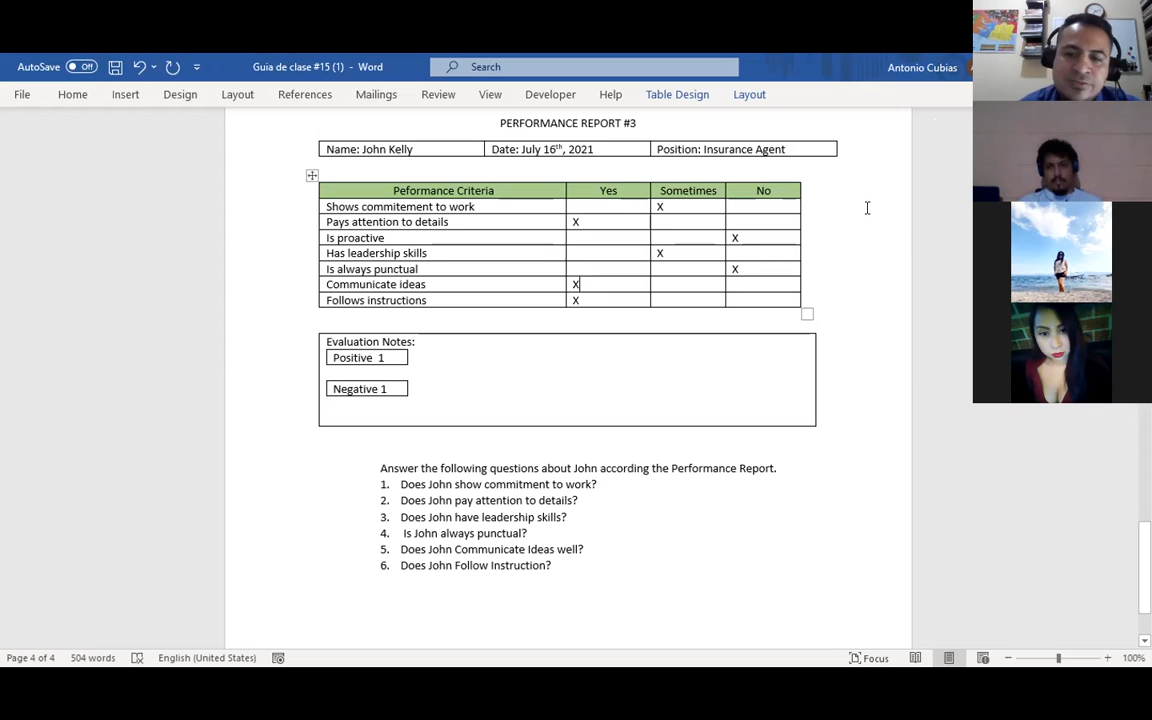 AutoSave Off
Guia de clase #15 (1) - Word
Search
Antonio Cubias
File Home Insert Design Layout References Mailings Review View Developer Help Table Design Layout
PERFORMANCE REPORT #3
Name: John Kelly Date: July 16th, 2021 Position: Insurance Agent
Peformance Criteria Yes Sometimes No
Shows commitement to work X
Pays attention to details X
Is proactive X
Has leadership skills X
Is always punctual X
Communicate ideas X
Follows instructions X
Evaluation Notes:
Positive 1
Negative 1
Answer the following questions about John according the Performance Report.
1. Does John show commitment to work?
2. Does John pay attention to details?
3. Does John have leadership skills?
4. Is John always punctual?
5. Does John Communicate Ideas well?
6. Does John Follow Instruction?
Page 4 of 4 504 words English (United States) Focus 100%